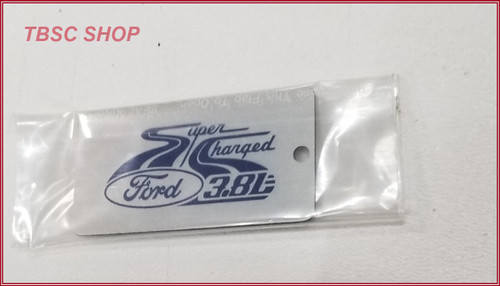 TBSC SHOP
Super
Charged
Ford 3.8L